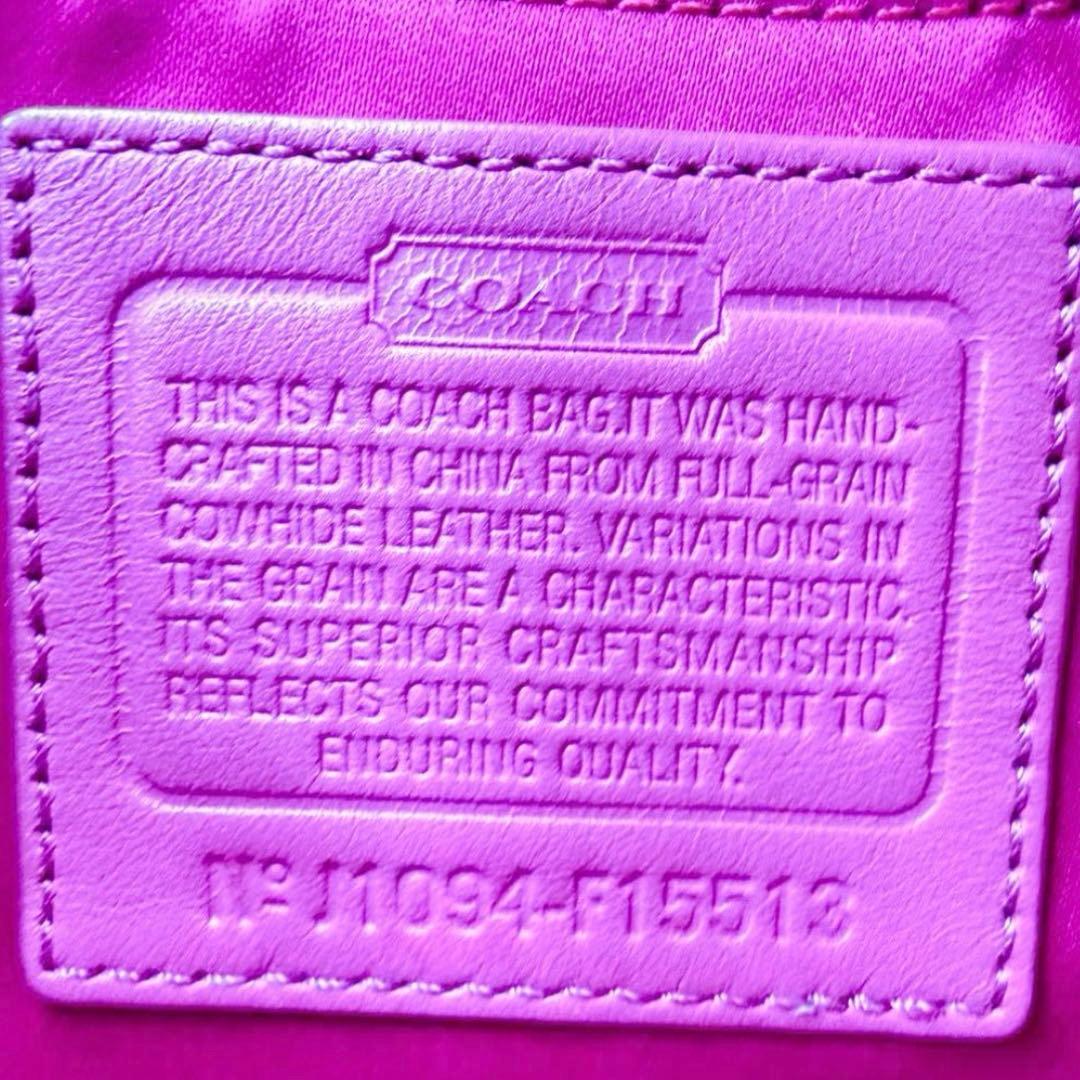 COACH
THIS IS A COACH BAG.IT WAS HAND-
CRAFTED IN CHINA FROM FULL-GRAIN
COWHIDE LEATHER. VARIATIONS IN
THE GRAIN ARE A CHARACTERISTIC.
ITS SUPERIOR CRAFTSMANSHIP
REFLECTS OUR COMMITMENT TO
ENDURING QUALITY.
Nº J1094-F15513